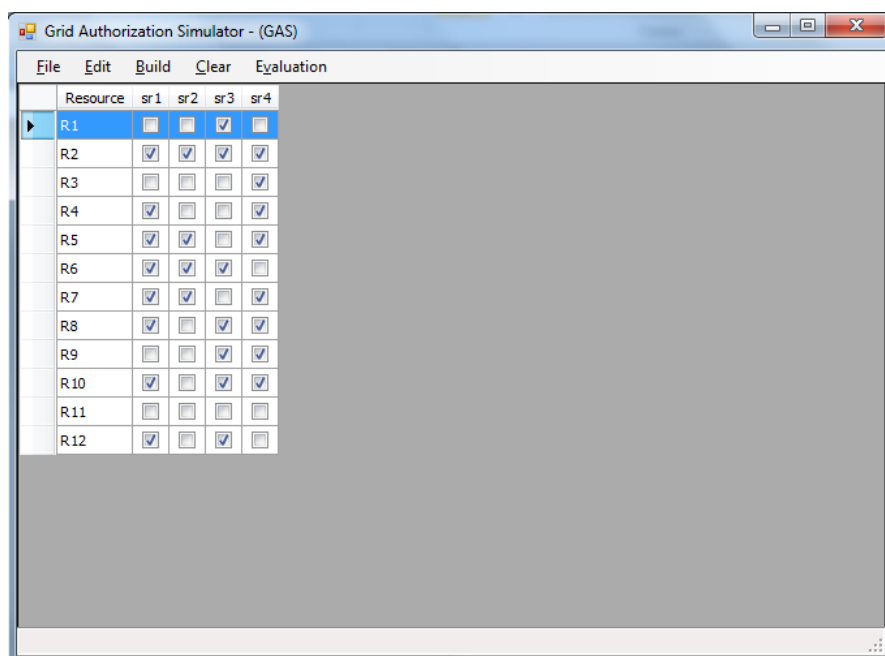 Grid Authorization Simulator - (GAS)
File Edit Build Clear Evaluation
Resource sr1 sr2 sr3 sr4
R1
R2
R3
R4
R5
R6
R7
R8
R9
R10
R11
R12